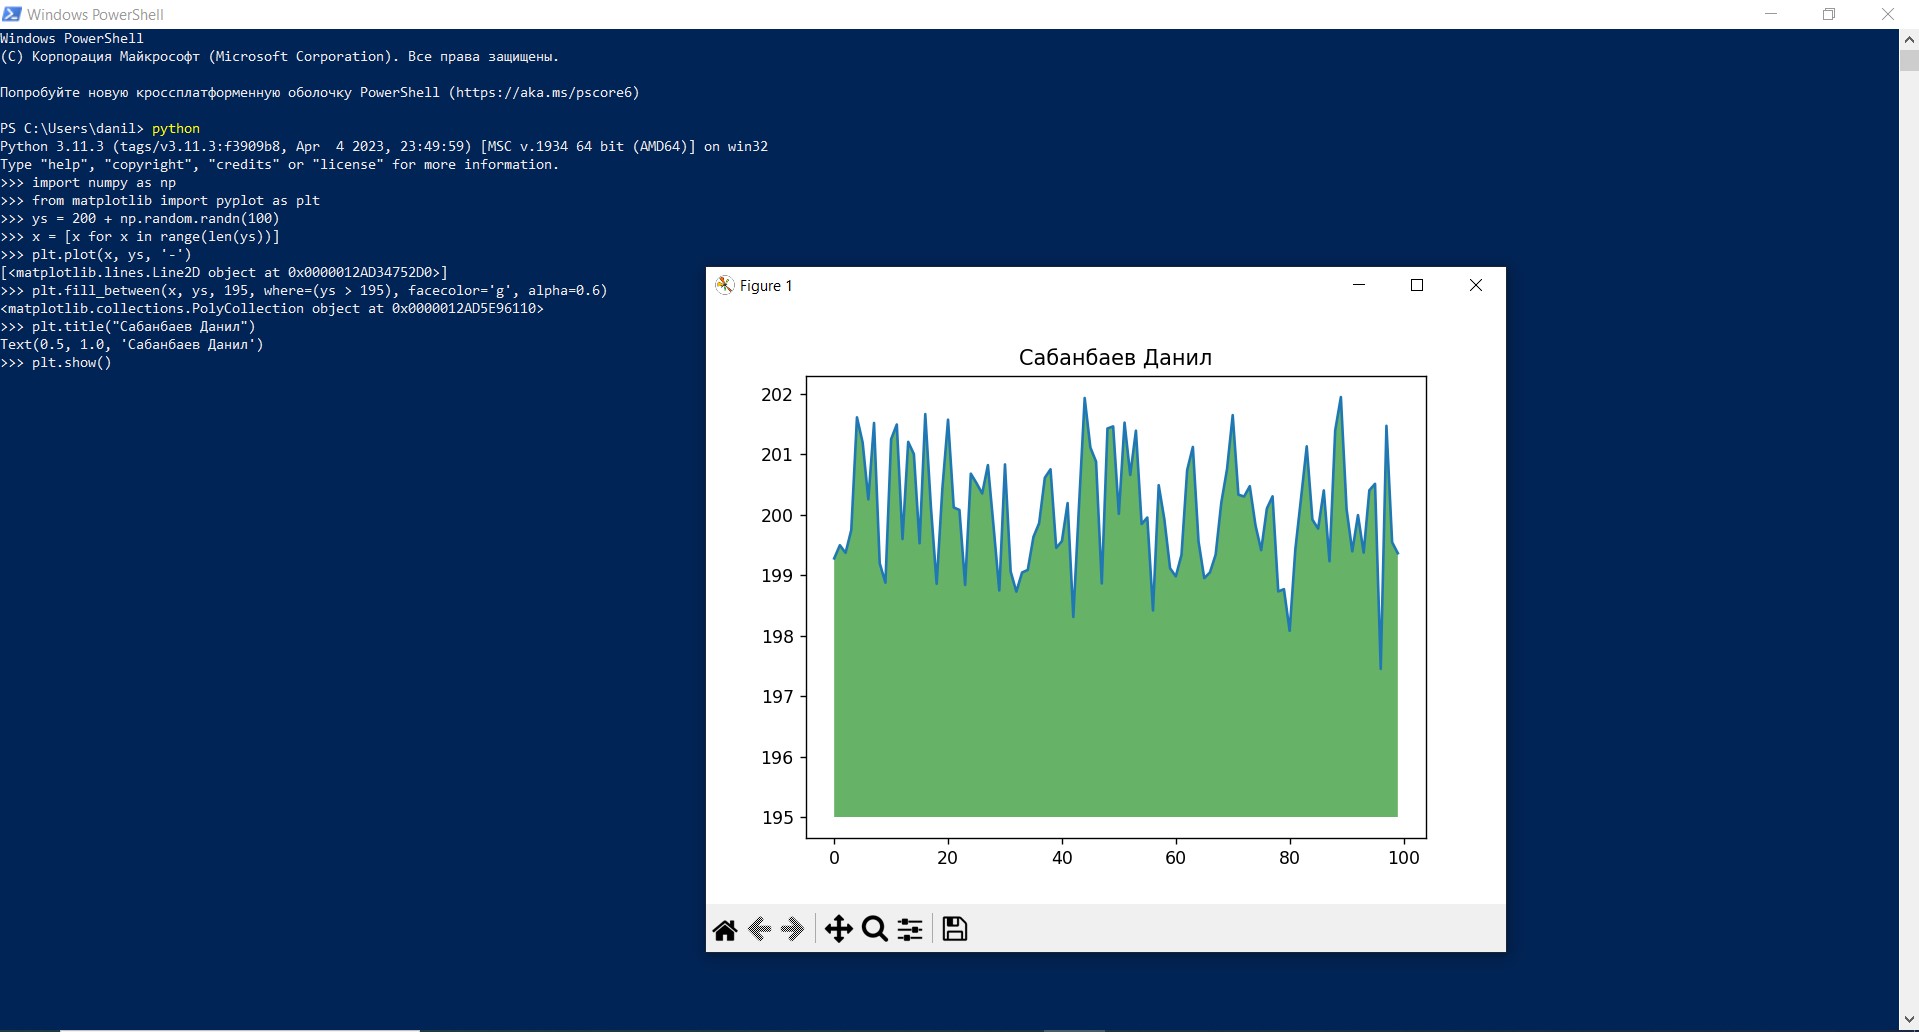 Windows PowerShell
Windows PowerShell
(C) Корпорация Майкрософт (Microsoft Corporation). Все права защищены.
Попробуйте новую кроссплатформенную оболочку PowerShell (https://aka.ms/pscore6)
PS C:\Users\danil> python
Python 3.11.3 (tags/v3.11.3:f3909b8, Apr  4 2023, 23:49:59) [MSC v.1934 64 bit (AMD64)] on win32
Type "help", "copyright", "credits" or "license" for more information.
>>> import numpy as np
>>> from matplotlib import pyplot as plt
>>> ys = 200 + np.random.randn(100)
>>> x = [x for x in range(len(ys))]
>>> plt.plot(x, ys, '-')
[<matplotlib.lines.Line2D object at 0x0000012AD34752D0>]
>>> plt.fill_between(x, ys, 195, where=(ys > 195), facecolor='g', alpha=0.6)
<matplotlib.collections.PolyCollection object at 0x0000012AD5E96110>
>>> plt.title("Сабанбаев Данил")
Text(0.5, 1.0, 'Сабанбаев Данил')
>>> plt.show()
Figure 1
Сабанбаев Данил
202
201
200
199
198
197
196
195
0 20 40 60 80 100